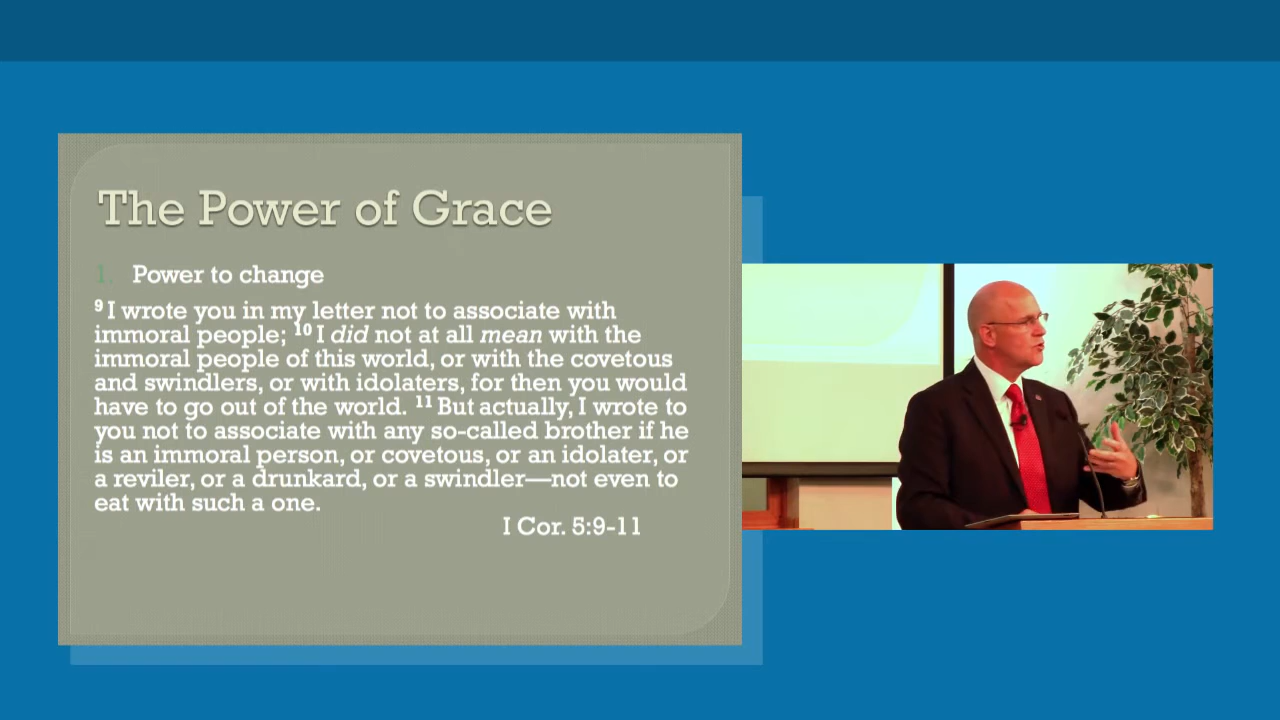 The Power of Grace
1. Power to change
9 I wrote you in my letter not to associate with
immoral people; 10 I did not at all mean with the
immoral people of this world, or with the covetous
and swindlers, or with idolaters, for then you would
have to go out of the world. 11 But actually, I wrote to
you not to associate with any so-called brother if he
is an immoral person, or covetous, or an idolater, or
a reviler, or a drunkard, or a swindler—not even to
eat with such a one.
I Cor. 5:9-11